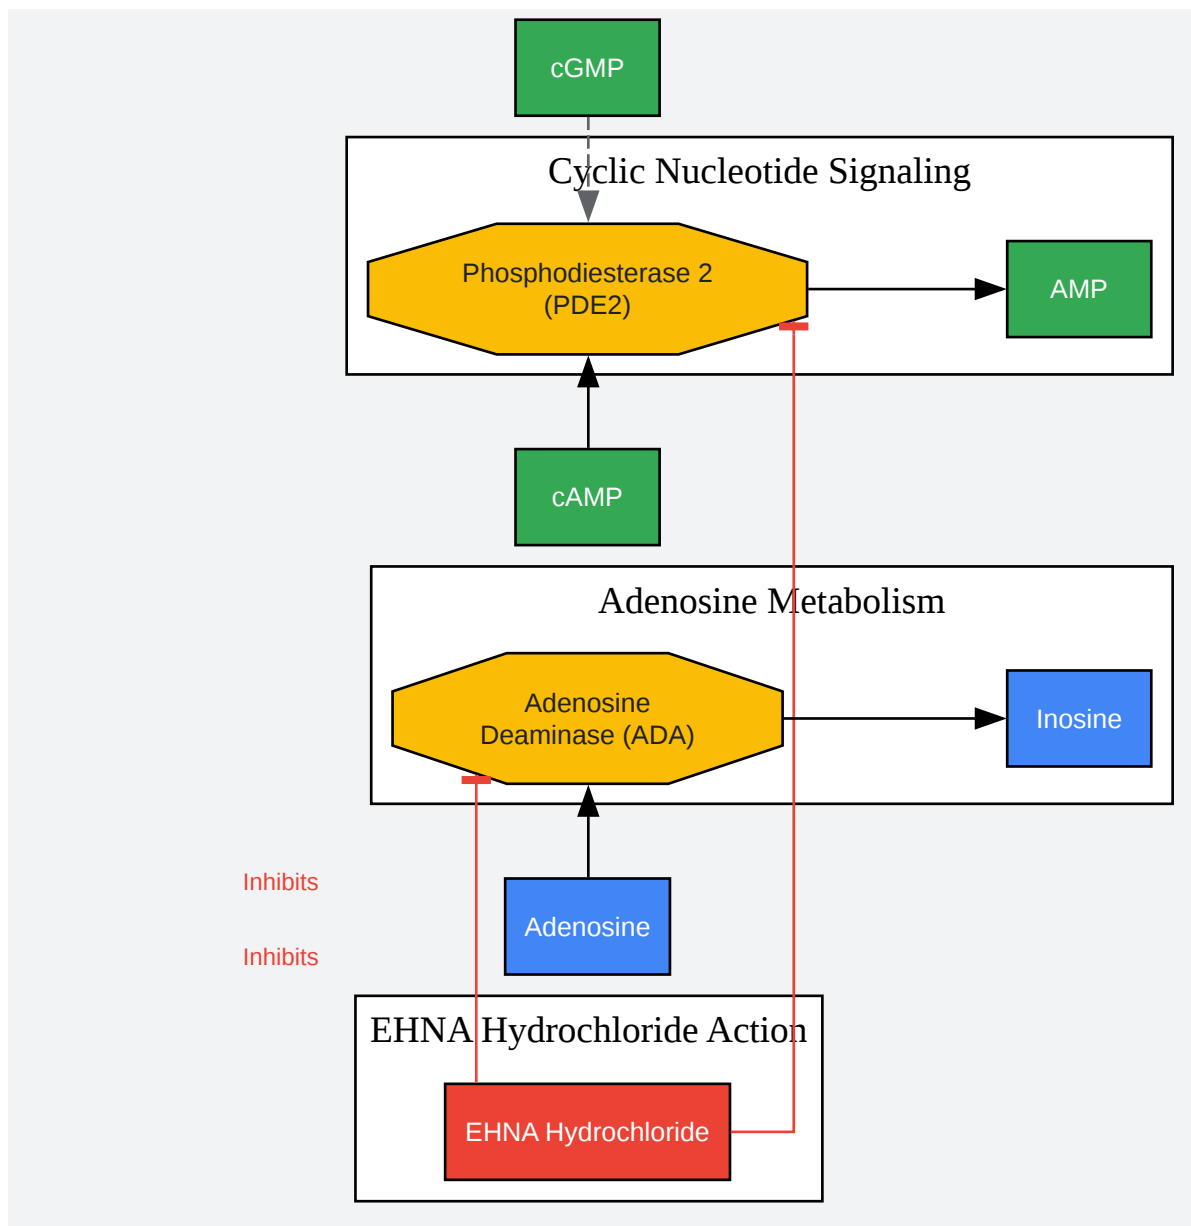 cGMP
Cyclic Nucleotide Signaling
Phosphodiesterase 2
(PDE2)
AMP
cAMP
Adenosine Metabolism
Adenosine
Deaminase (ADA)
Inosine
Inhibits
Adenosine
Inhibits
EHNA Hydrochloride Action
EHNA Hydrochloride